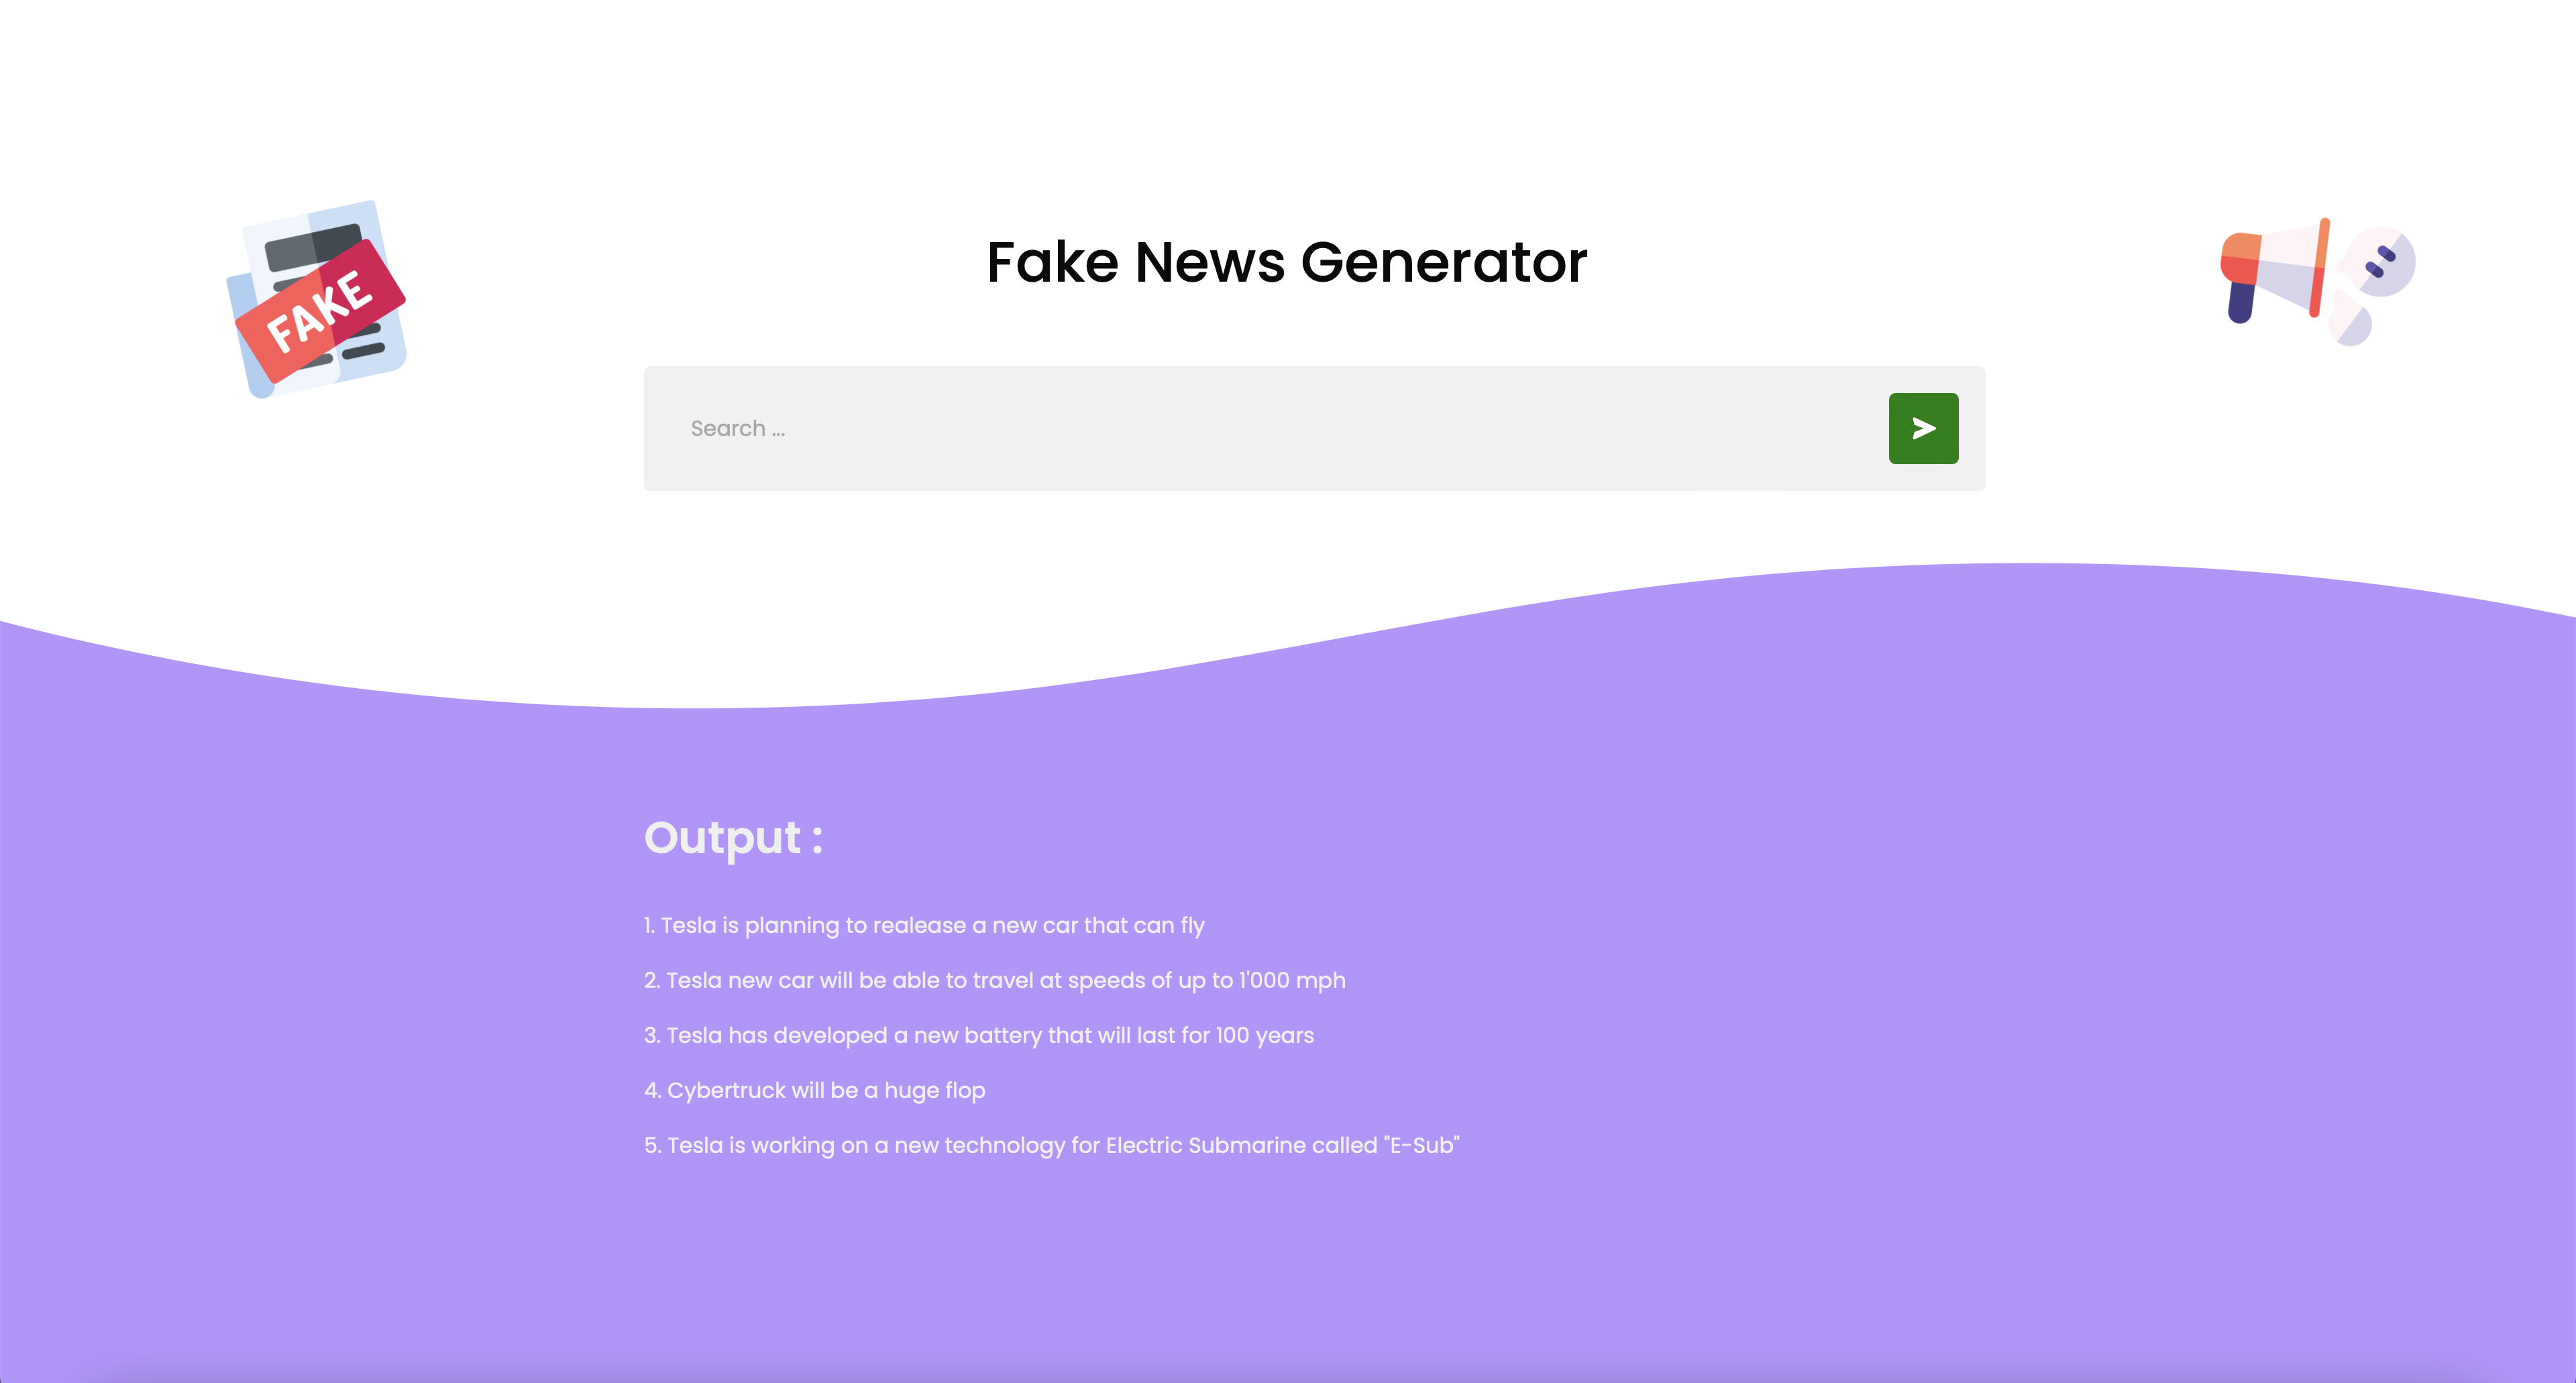 FAKE
Fake News Generator
Search ...
Output :
1. Tesla is planning to realease a new car that can fly
2. Tesla new car will be able to travel at speeds of up to 1'000 mph
3. Tesla has developed a new battery that will last for 100 years
4. Cybertruck will be a huge flop
5. Tesla is working on a new technology for Electric Submarine called "E-Sub"